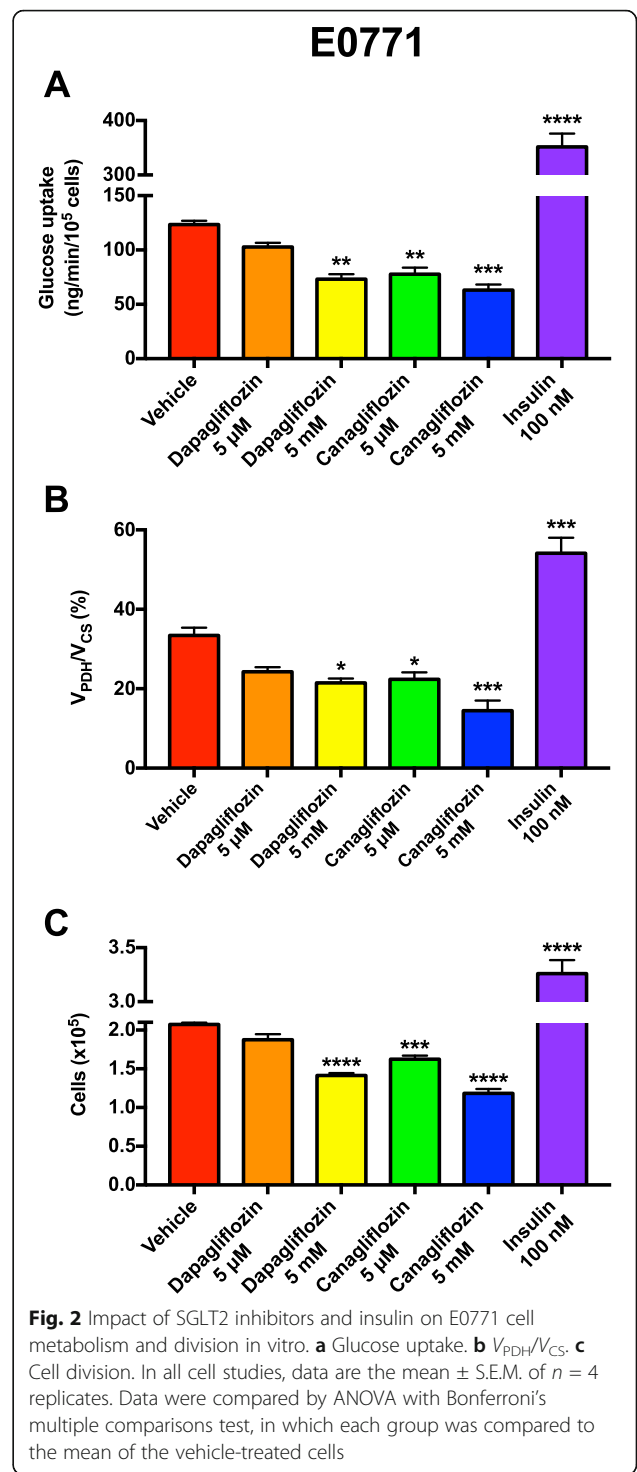 E0771
A
Glucose uptake
(ng/min/10⁵ cells)
400
300
150
100
50
0
**
**
***
****
Vehicle
Dapagliflozin
5 µM
Dapagliflozin
5 mM
Canagliflozin
5 µM
Canagliflozin
5 mM
Insulin
100 nM
B
V_PDH/V_CS (%)
60
40
20
0
*
*
***
***
Vehicle
Dapagliflozin
5 µM
Dapagliflozin
5 mM
Canagliflozin
5 µM
Canagliflozin
5 mM
Insulin
100 nM
C
Cells (x10⁵)
3.5
3.0
2.0
1.5
1.0
0.5
0.0
****
***
****
****
Vehicle
Dapagliflozin
5 µM
Dapagliflozin
5 mM
Canagliflozin
5 µM
Canagliflozin
5 mM
Insulin
100 nM
Fig. 2 Impact of SGLT2 inhibitors and insulin on E0771 cell
metabolism and division in vitro. a Glucose uptake. b V_PDH/V_CS. c
Cell division. In all cell studies, data are the mean ± S.E.M. of n = 4
replicates. Data were compared by ANOVA with Bonferroni's
multiple comparisons test, in which each group was compared to
the mean of the vehicle-treated cells